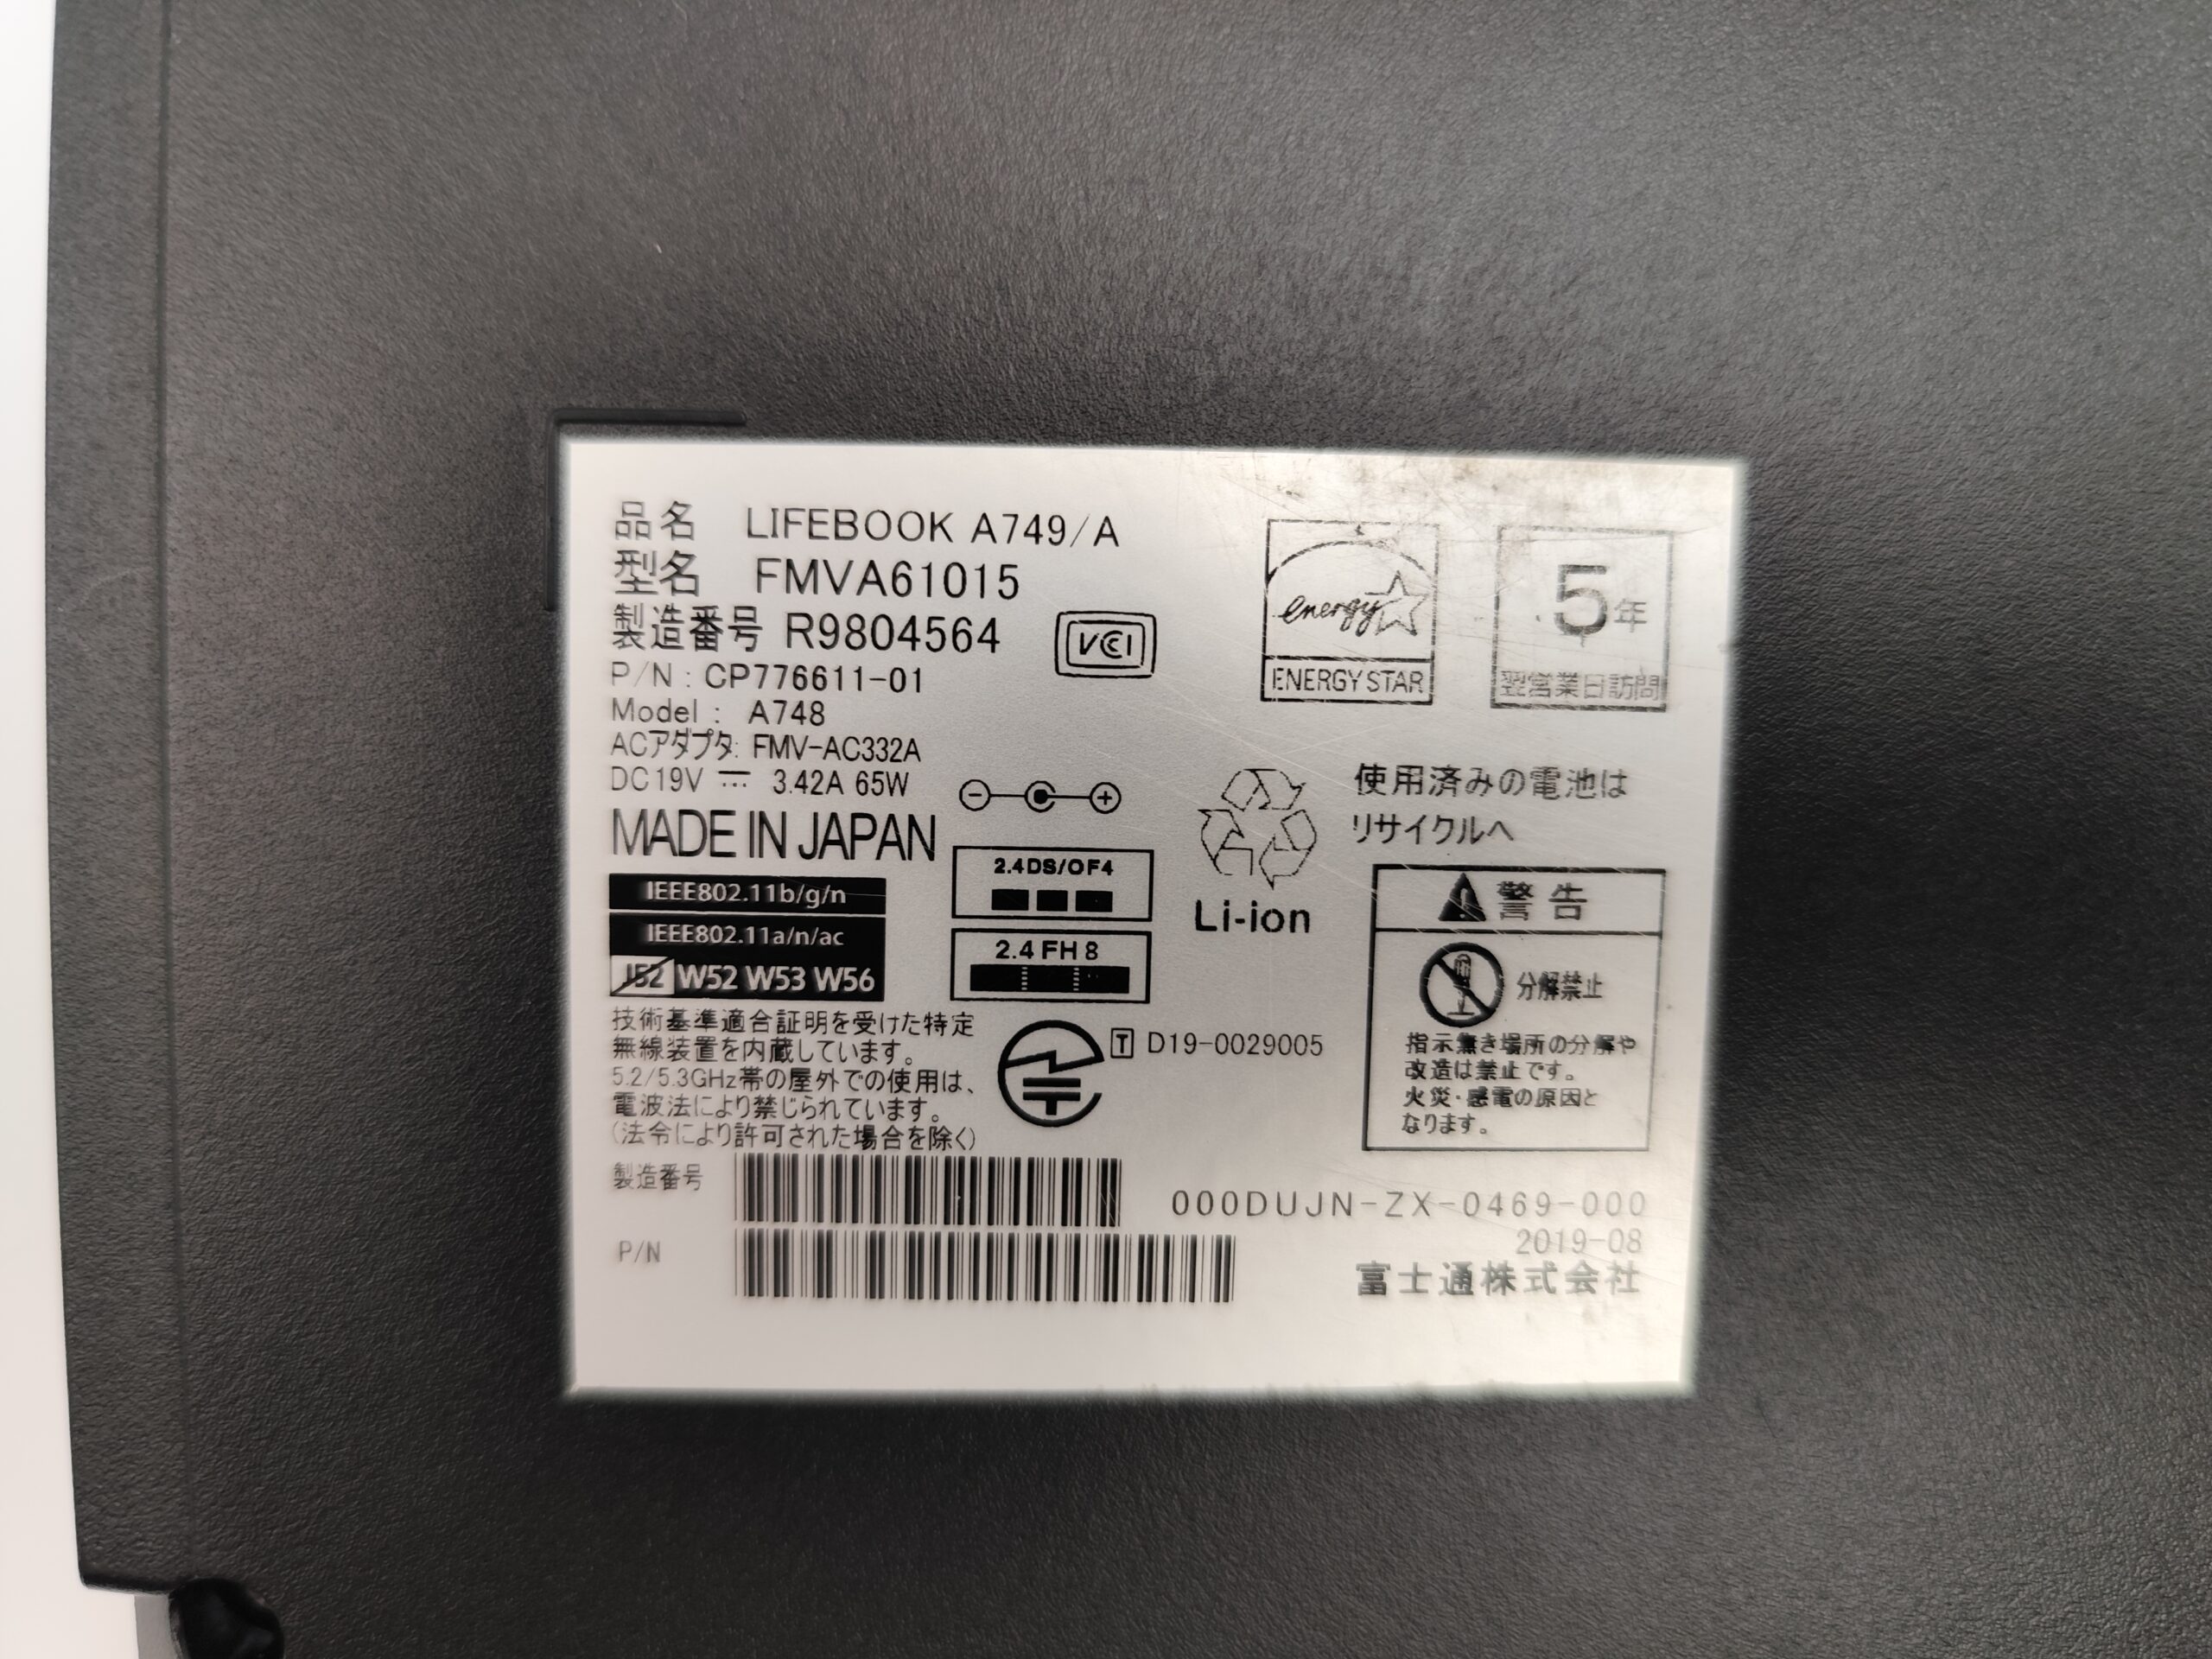 品名 LIFEBOOK A749/A
型名 FMVA61015
製造番号 R9804564
VCCI
P/N : CP776611-01
Model : A748
ACアダプタ: FMV-AC332A
DC19V 3.42A 65W
MADE IN JAPAN
energy
ENERGY STAR
5年
翌営業日訪問
IEEE802.11b/g/n
IEEE802.11a/n/ac
J52 W52 W53 W56
2.4DS/OF4
2.4 FH 8
Li-ion
使用済みの電池は
リサイクルへ
警告
分解禁止
指示無き場所の分解や
改造は禁止です。
火災・感電の原因と
なります。
技術基準適合証明を受けた特定
無線装置を内蔵しています。
5.2/5.3GHz帯の屋外での使用は、
電波法により禁じられています。
(法令により許可された場合を除く)
T D19-0029005
製造番号
P/N
000DUJN-ZX-0469-000
2019-08
富士通株式会社